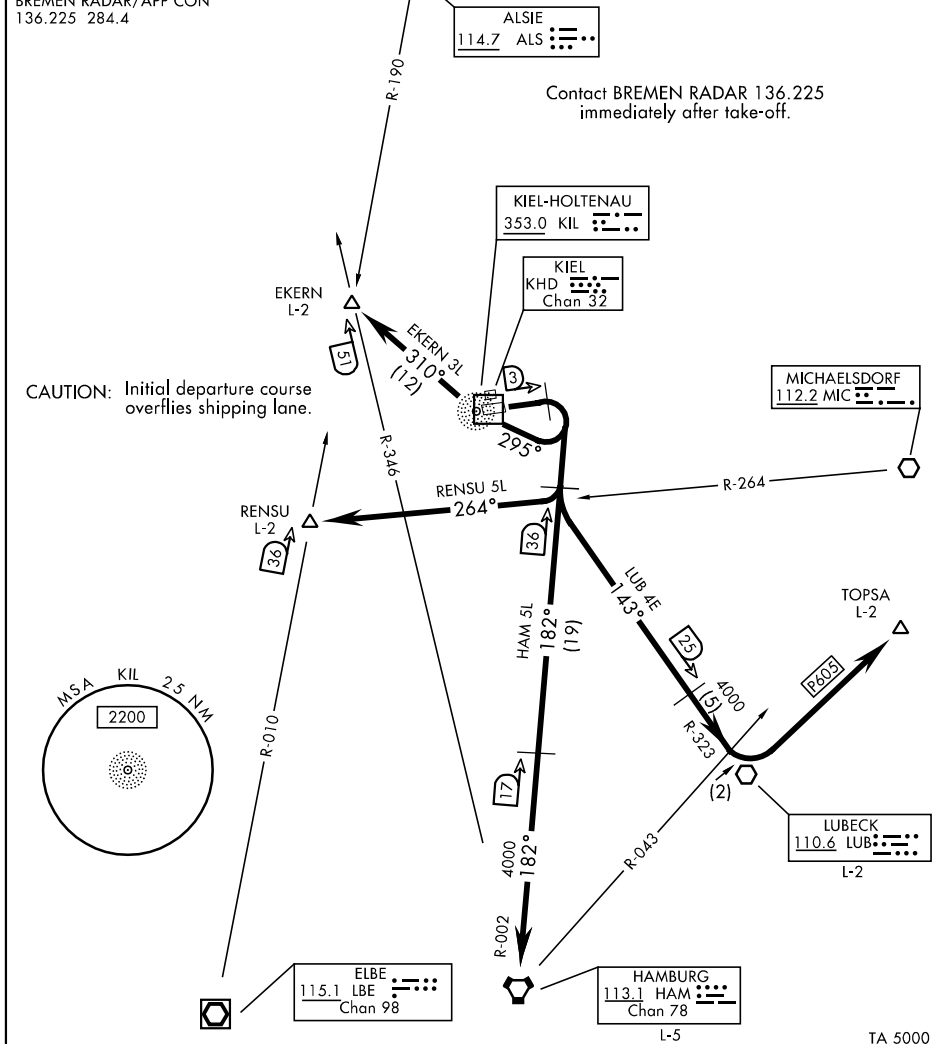 BREMEN RADAR/APP CON
136.225 284.4
ALSIE
114.7 ALS
R-190
Contact BREMEN RADAR 136.225
immediately after take-off.
KIEL-HOLTENAU
353.0 KIL
KIEL
KHD
Chan 32
EKERN
L-2
51
EKERN 3L
310°
(12)
3
CAUTION: Initial departure course
overflies shipping lane.
MICHAELSDORF
112.2 MIC
295°
R-346
R-264
RENSU 5L
264°
RENSU
L-2
36
36
LUB 4E
143°
HAM 5L
182°
(19)
TOPSA
L-2
25
4000
(5)
P605
MSA KIL 25 NM
2200
R-010
R-323
17
(2)
4000
182°
LUBECK
110.6 LUB
L-2
R-043
R-002
ELBE
115.1 LBE
Chan 98
HAMBURG
113.1 HAM
Chan 78
L-5
TA 5000